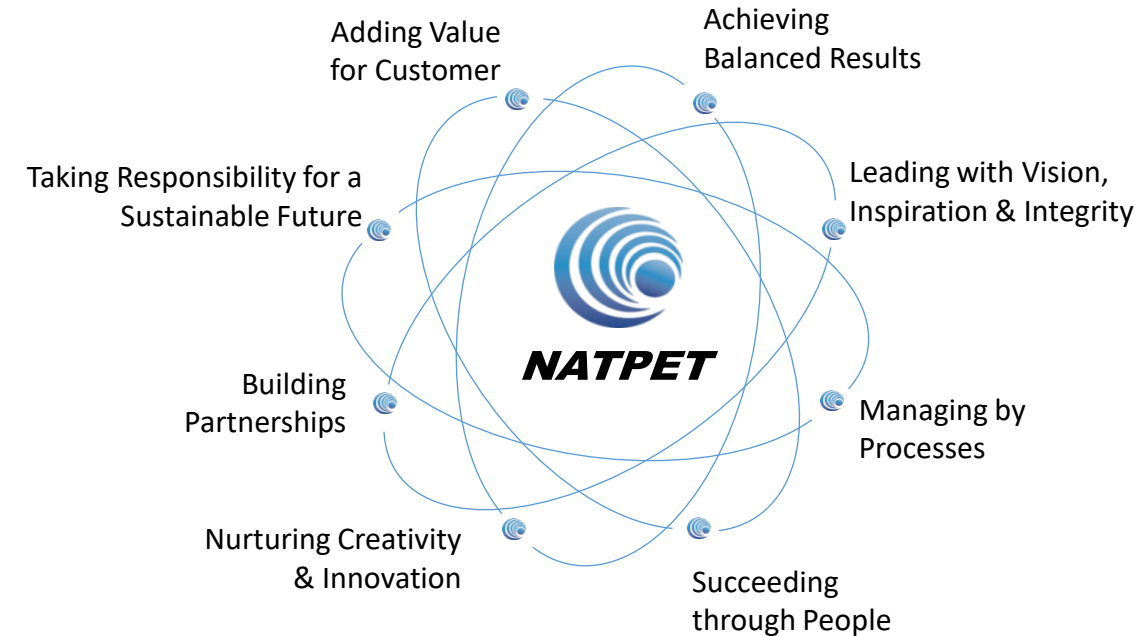 Adding Value
for Customer
Achieving
Balanced Results
Taking Responsibility for a
Sustainable Future
Leading with Vision,
Inspiration & Integrity
NATPET
Building
Partnerships
Managing by
Processes
Nurturing Creativity
& Innovation
Succeeding
through People